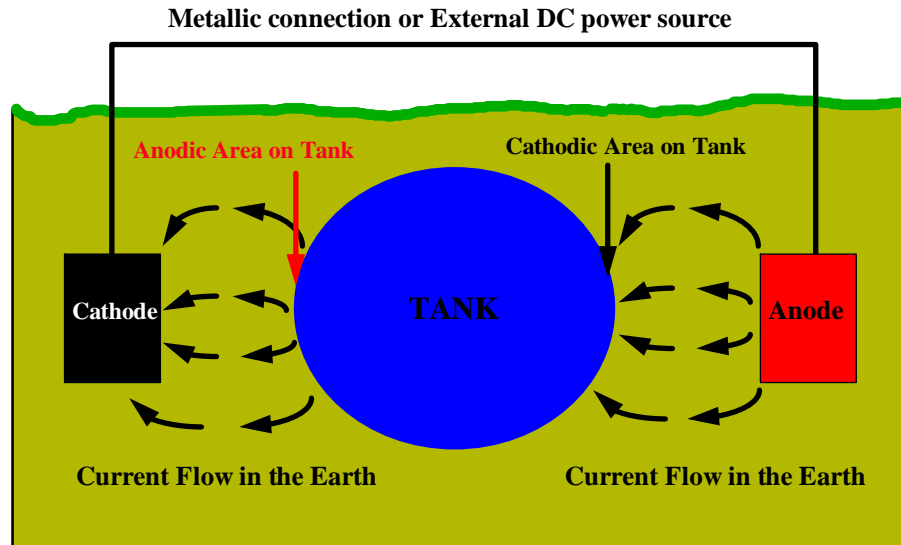 Metallic connection or External DC power source
Anodic Area on Tank
Cathodic Area on Tank
Cathode
TANK
Anode
Current Flow in the Earth
Current Flow in the Earth